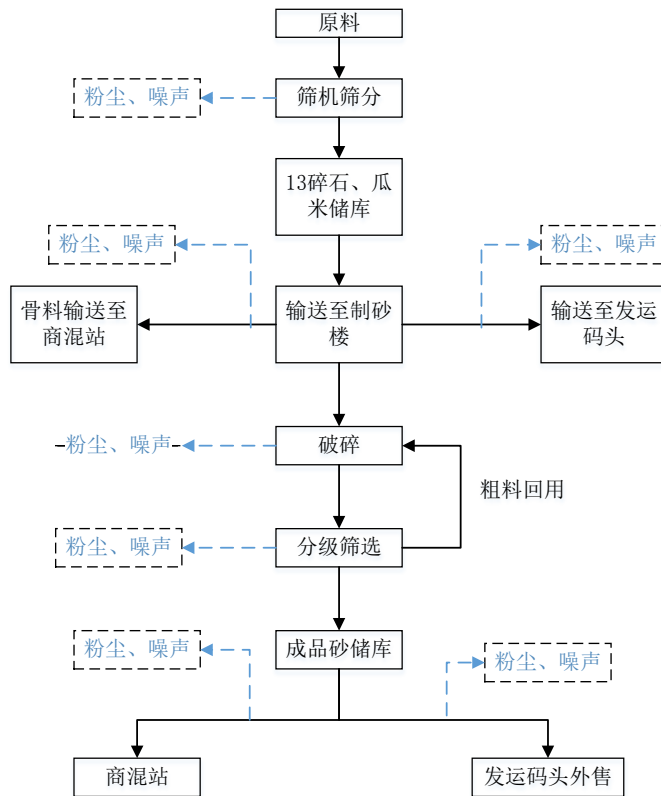 原料
粉尘、噪声
筛机筛分
13碎石、瓜
米储库
粉尘、噪声
粉尘、噪声
骨料输送至
商混站
输送至制砂
楼
输送至发运
码头
粉尘、噪声
破碎
粗料回用
粉尘、噪声
分级筛选
粉尘、噪声
成品砂储库
粉尘、噪声
商混站
发运码头外售